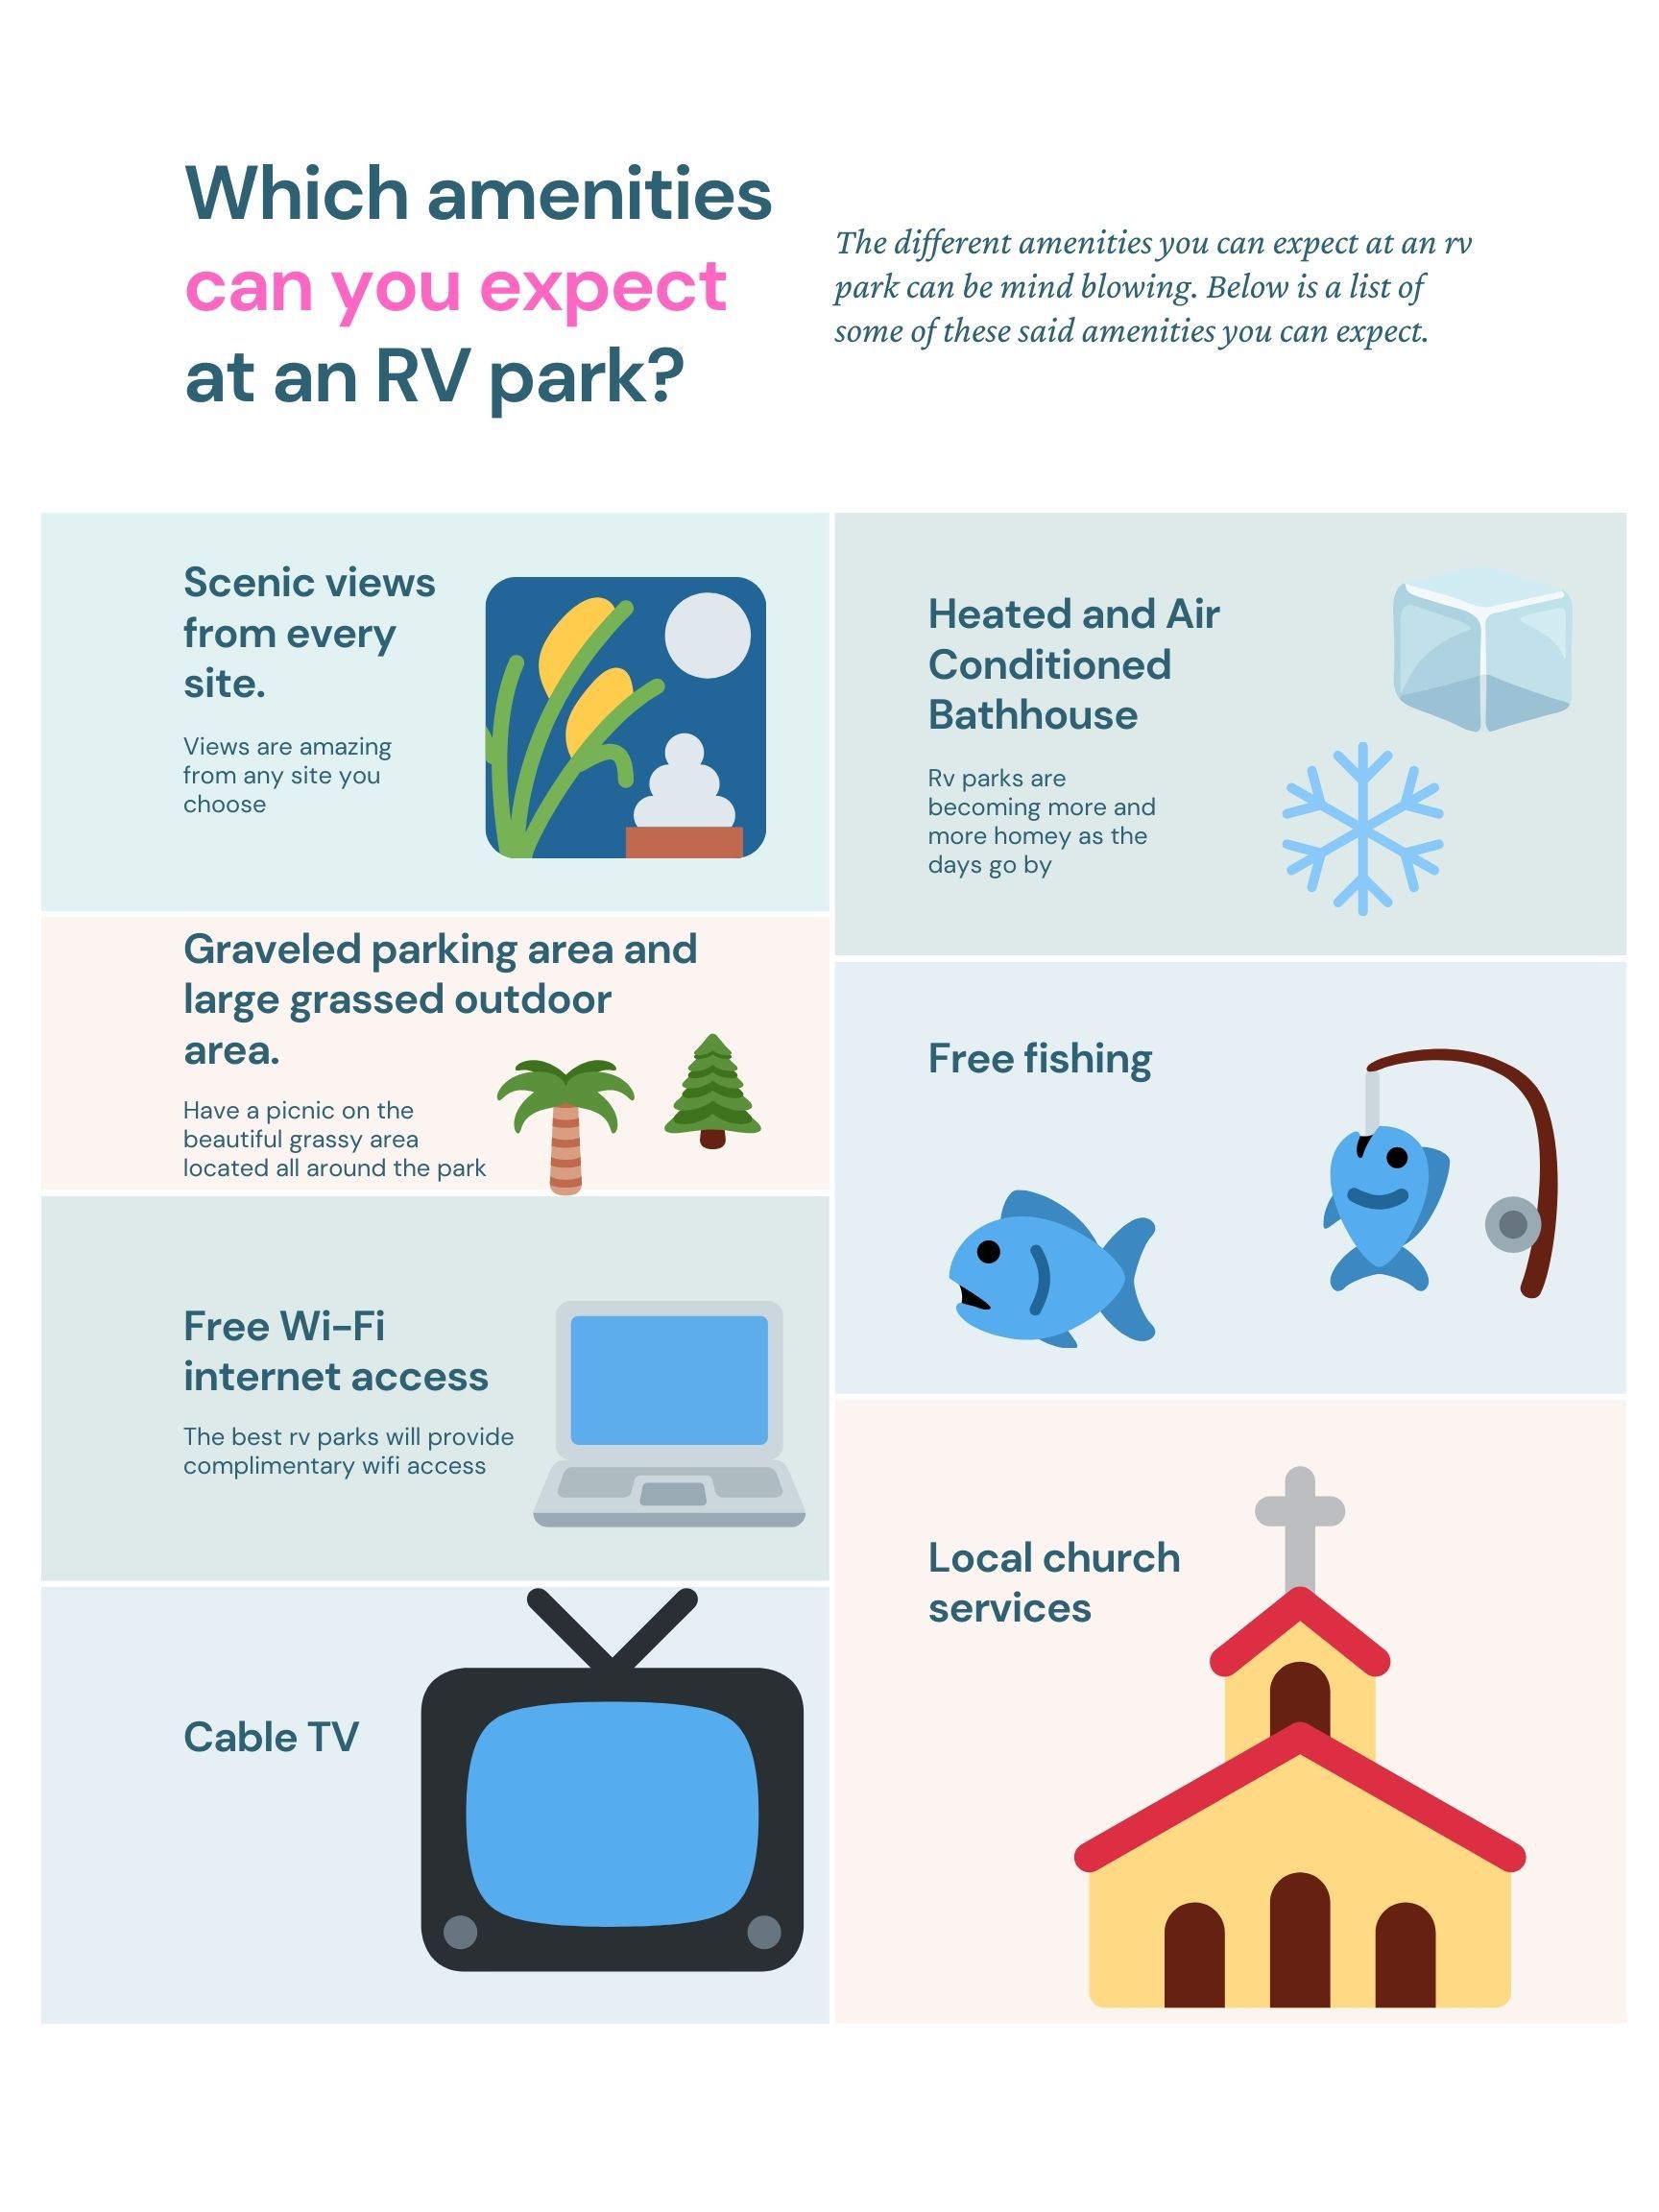 Which amenities
can you expect
at an RV park?
The different amenities you can expect at an rv
park can be mind blowing. Below is a list of
some of these said amenities you can expect.
Scenic views
from every
site.
Views are amazing
from any site you
choose
Graveled parking area and
large grassed outdoor
area.
Have a picnic on the
beautiful grassy area
located all around the park
Free Wi-Fi
internet access
The best rv parks will provide
complimentary wifi access
Cable TV
Heated and Air
Conditioned
Bathhouse
Rv parks are
becoming more and
more homey as the
days go by
Free fishing
Local church
services